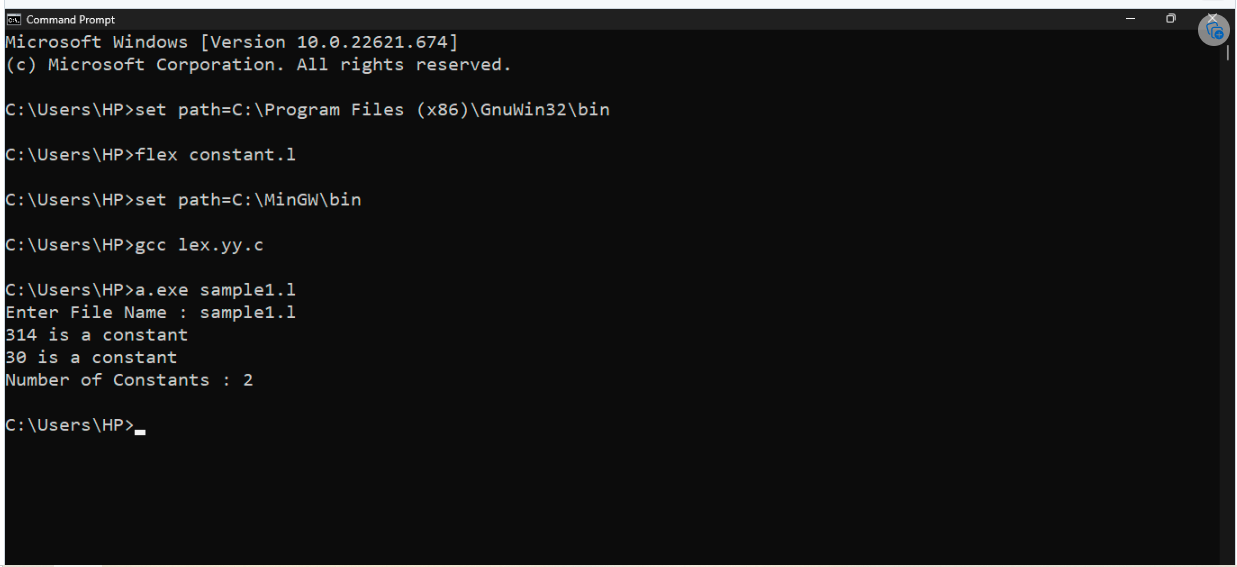 Command Prompt
Microsoft Windows [Version 10.0.22621.674]
(c) Microsoft Corporation. All rights reserved.
C:\Users\HP>set path=C:\Program Files (x86)\GnuWin32\bin
C:\Users\HP>flex constant.l
C:\Users\HP>set path=C:\MinGW\bin
C:\Users\HP>gcc lex.yy.c
C:\Users\HP>a.exe sample1.l
Enter File Name : sample1.l
314 is a constant
30 is a constant
Number of Constants : 2
C:\Users\HP>